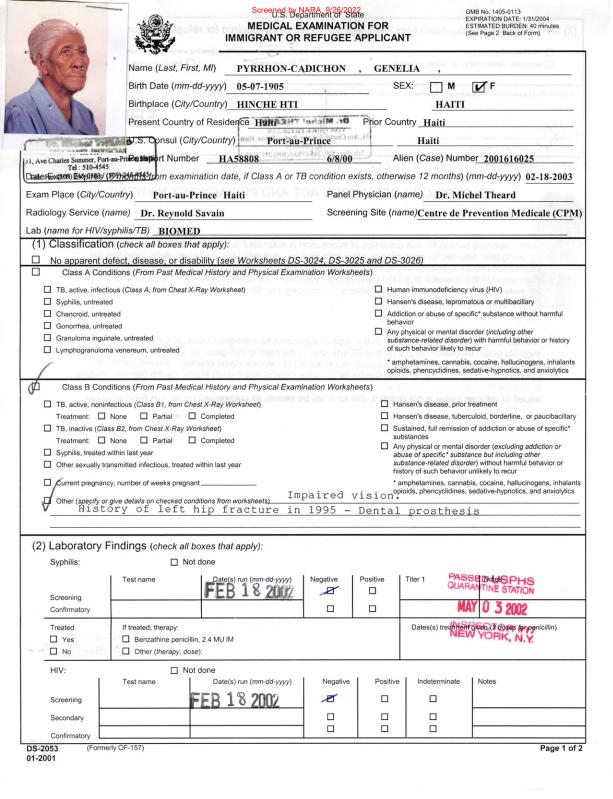 Screened by NARA, 9/26/2022
U.S. Department of State
MEDICAL EXAMINATION FOR
IMMIGRANT OR REFUGEE APPLICANT
OMB No. 1405-0113
EXPIRATION DATE: 1/31/2004
ESTIMATED BURDEN: 40 minutes
(See Page 2 Back of Form)
Name (Last, First, MI) PYRRHON-CADICHON , GENELIA ,
Birth Date (mm-dd-yyyy) 05-07-1905 SEX: M F
Birthplace (City/Country) HINCHE HTI HAITI
Present Country of Residence Haiti Prior Country Haiti
U.S. Consul (City/Country) Port-au-Prince Haiti
31, Ave Charles Summer, Port-au-Prince
Tel : 510-4545
Passport Number HA58808 6/8/00 Alien (Case) Number 2001616025
Date Exam Expires (6 months from examination date, if Class A or TB condition exists, otherwise 12 months) (mm-dd-yyyy) 02-18-2003
Exam Place (City/Country) Port-au-Prince Haiti Panel Physician (name) Dr. Michel Theard
Radiology Service (name) Dr. Reynold Savain Screening Site (name) Centre de Prevention Medicale (CPM)
Lab (name for HIV/syphilis/TB) BIOMED
(1) Classification (check all boxes that apply):
No apparent defect, disease, or disability (see Worksheets DS-3024, DS-3025 and DS-3026)
Class A Conditions (From Past Medical History and Physical Examination Worksheets)
TB, active, infectious (Class A, from Chest X-Ray Worksheet)
Syphilis, untreated
Chancroid, untreated
Gonorrhea, untreated
Granuloma inguinale, untreated
Lymphogranuloma venereum, untreated
Human immunodeficiency virus (HIV)
Hansen's disease, lepromatous or multibacillary
Addiction or abuse of specific* substance without harmful
behavior
Any physical or mental disorder (including other
substance-related disorder) with harmful behavior or history
of such behavior likely to recur
* amphetamines, cannabis, cocaine, hallucinogens, inhalants
opioids, phencyclidines, sedative-hypnotics, and anxiolytics
Class B Conditions (From Past Medical History and Physical Examination Worksheets)
TB, active, noninfectious (Class B1, from Chest X-Ray Worksheet)
Treatment: None Partial Completed
TB, inactive (Class B2, from Chest X-Ray Worksheet)
Treatment: None Partial Completed
Syphilis, treated within last year
Other sexually transmitted infectious, treated within last year
Current pregnancy, number of weeks pregnant
Hansen's disease, prior treatment
Hansen's disease, tuberculoid, borderline, or paucibacillary
Sustained, full remission of addiction or abuse of specific*
substances
Any physical or mental disorder (excluding addiction or
abuse of specific* substance but including other
substance-related disorder) without harmful behavior or
history of such behavior unlikely to recur
* amphetamines, cannabis, cocaine, hallucinogens, inhalants
opioids, phencyclidines, sedative-hypnotics, and anxiolytics
Other (specify or give details on checked conditions from worksheets) Impaired vision.
History of left hip fracture in 1995 - Dental prosthesis
(2) Laboratory Findings (check all boxes that apply):
Syphilis: Not done
Test name Date(s) run (mm-dd-yyyy) Negative Positive Titer 1 Notes
Screening FEB 18 2002
Confirmatory
PASSED USPHS
QUARANTINE STATION
MAY 03 2002
NEW YORK, N.Y.
Treated If treated, therapy: Dates(s) treatment given (3 doses for penicillin)
Yes Benzathine penicillin, 2.4 MU IM
No Other (therapy, dose):
HIV: Not done
Test name Date(s) run (mm-dd-yyyy) Negative Positive Indeterminate Notes
Screening FEB 18 2002
Secondary
Confirmatory
DS-2053 (Formerly OF-157) Page 1 of 2
01-2001